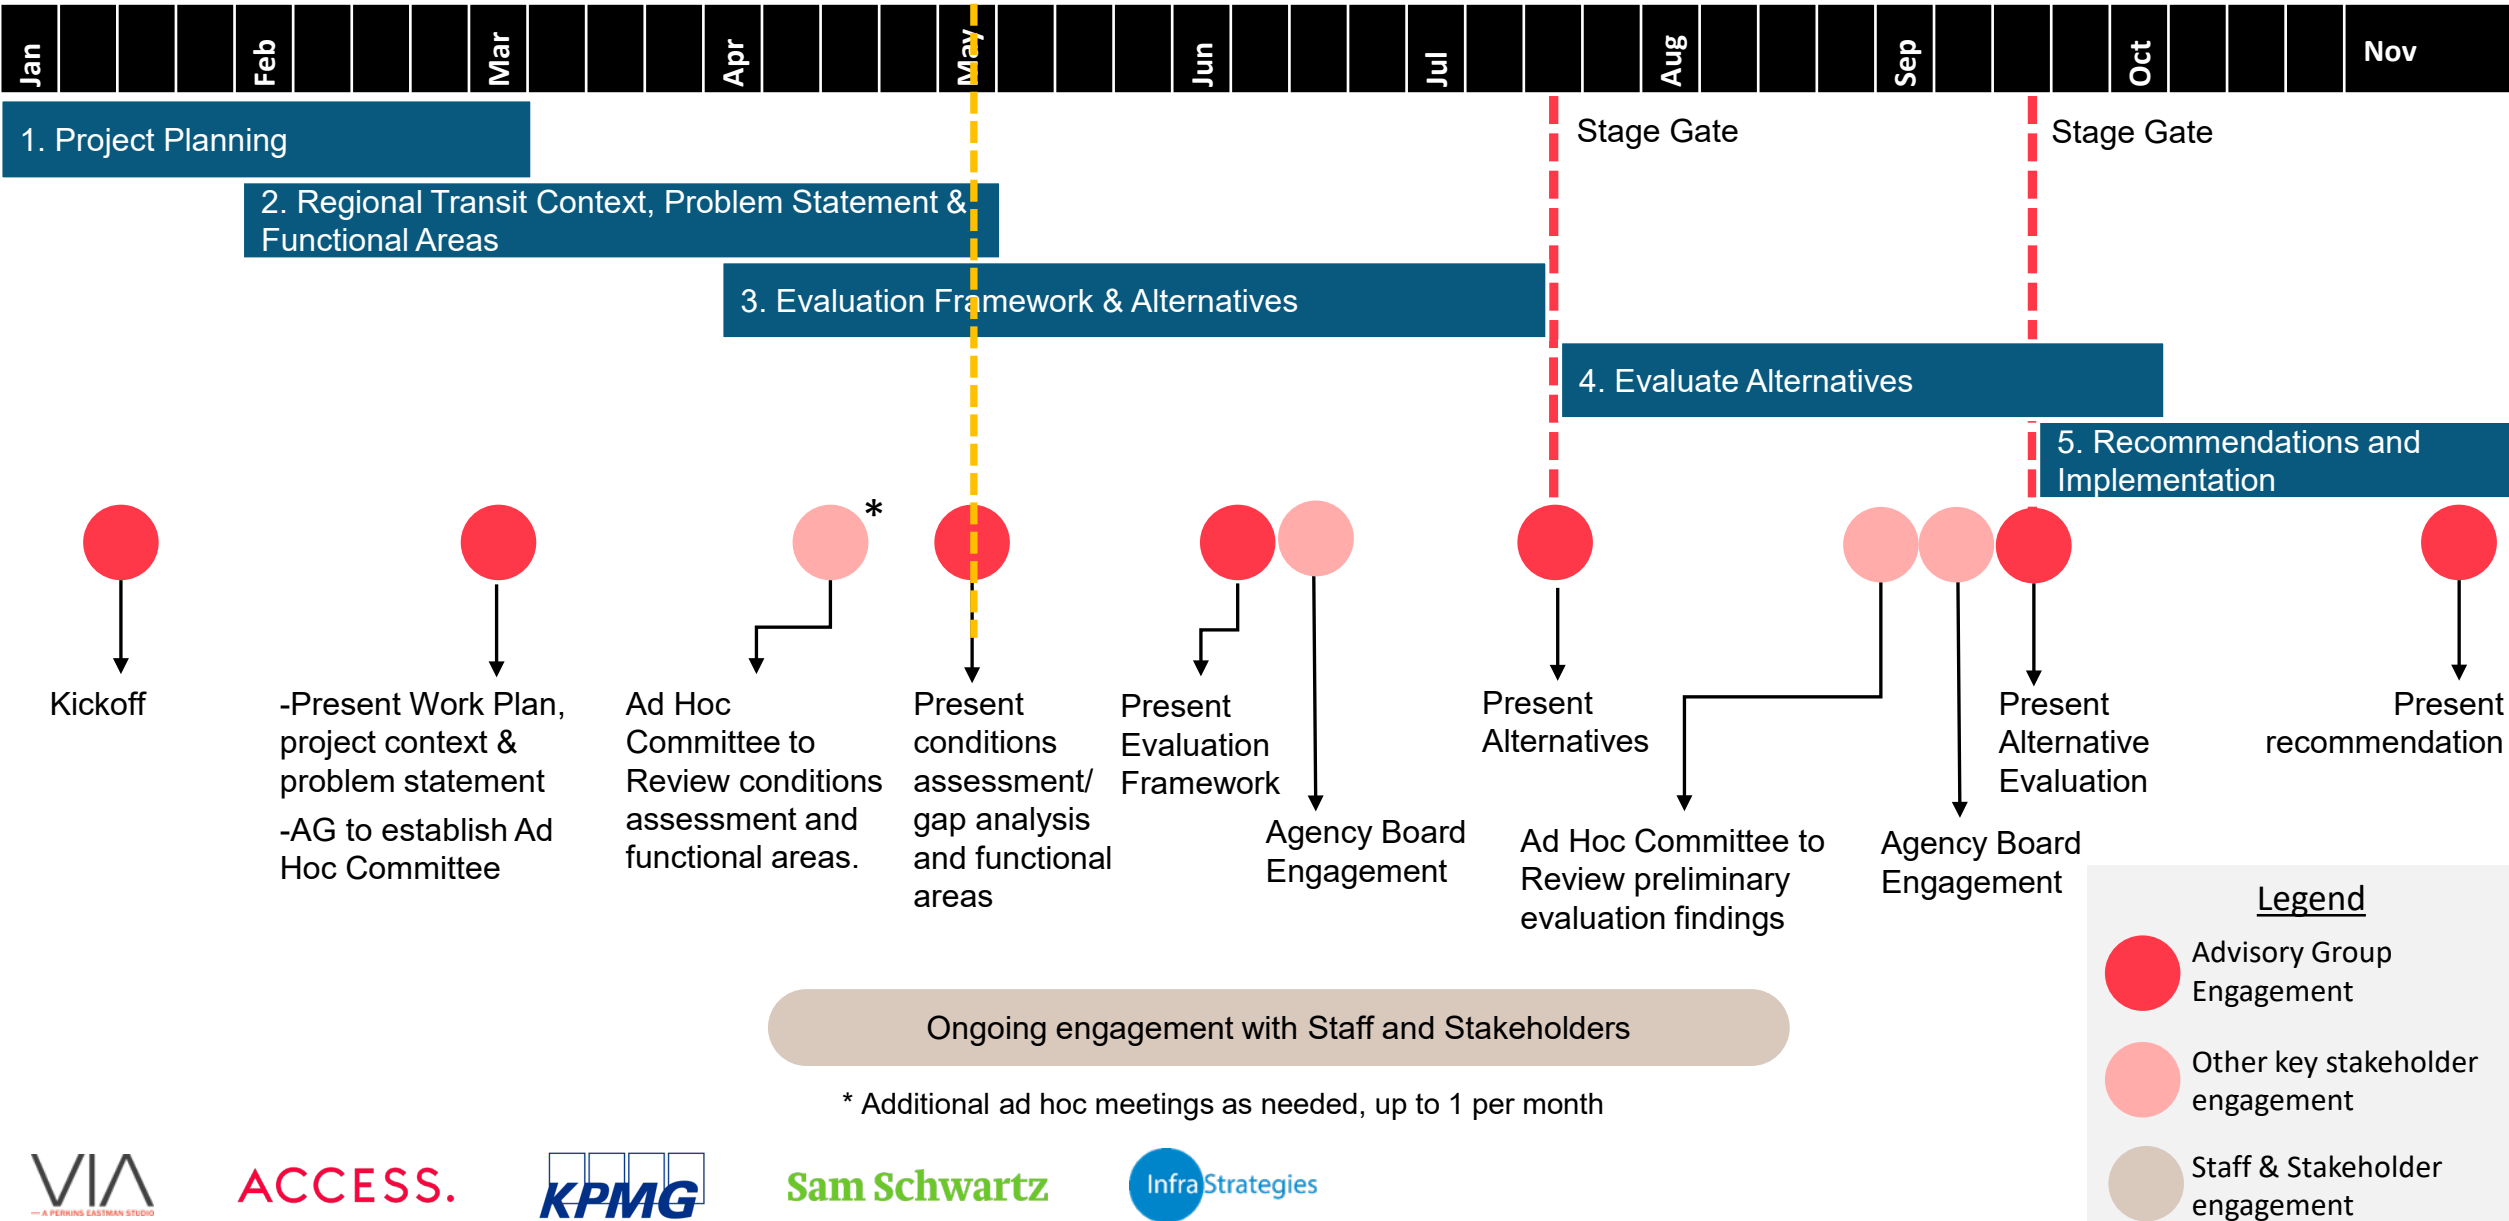 Jan
Feb
Mar
Apr
May
Jun
Jul
Aug
Sep
Oct
Nov
1. Project Planning
Stage Gate
Stage Gate
2. Regional Transit Context, Problem Statement &
Functional Areas
3. Evaluation Framework & Alternatives
4. Evaluate Alternatives
5. Recommendations and
Implementation
*
Kickoff
-Present Work Plan,
project context &
problem statement
-AG to establish Ad
Hoc Committee
Ad Hoc
Committee to
Review conditions
assessment and
functional areas.
Present
conditions
assessment/
gap analysis
and functional
areas
Present
Evaluation
Framework
Agency Board
Engagement
Present
Alternatives
Ad Hoc Committee to
Review preliminary
evaluation findings
Agency Board
Engagement
Present
Alternative
Evaluation
Present
recommendation
Legend
Advisory Group
Engagement
Other key stakeholder
engagement
Staff & Stakeholder
engagement
Ongoing engagement with Staff and Stakeholders
* Additional ad hoc meetings as needed, up to 1 per month
VIA
— A PERKINS EASTMAN STUDIO
ACCESS.
KPMG
Sam Schwartz
InfraStrategies